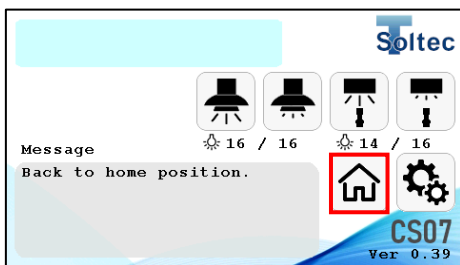 Soltec
16 / 16
14 / 16
Message
Back to home position.
CS07
Ver 0.39